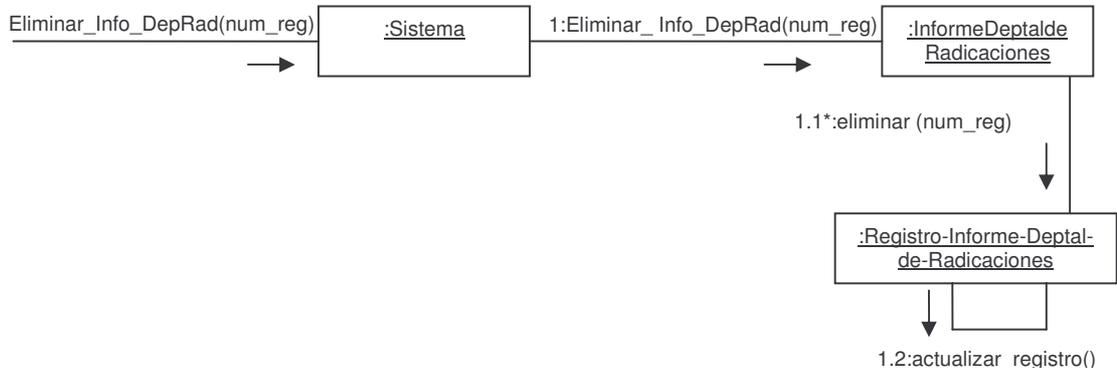 Eliminar_Info_DepRad(num_reg)
:Sistema
1:Eliminar_ Info_DepRad(num_reg)
:InformeDeptalde
Radicaciones
1.1*:eliminar (num_reg)
:Registro-Informe-Deptal-
de-Radicaciones
1.2:actualizar_registro()